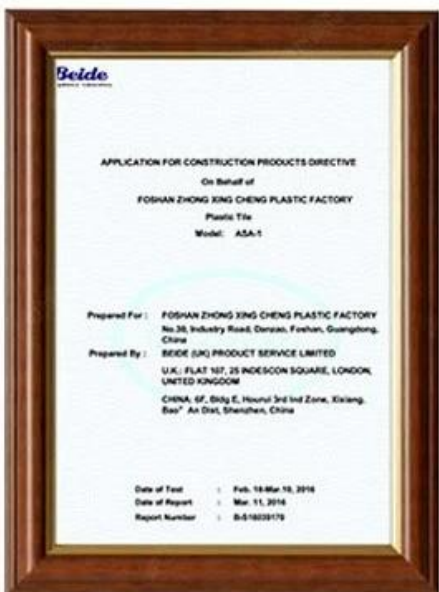 Beide
APPLICATION FOR CONSTRUCTION PRODUCTS DIRECTIVE
On Behalf of
FOSHAN ZHONG XING CHENG PLASTIC FACTORY
Plastic Tile
Model: ASA-1
Prepared For : FOSHAN ZHONG XING CHENG PLASTIC FACTORY
No.30, Industry Road, Danzao, Foshan, Guangdong,
China
Prepared By : BEIDE (UK) PRODUCT SERVICE LIMITED
U.K.: FLAT 107, 25 INDESCON SQUARE, LONDON,
UNITED KINGDOM
CHINA: 6F, Bldg E, Hourui 3rd Ind Zone, Xixiang,
Bao" An Dist, Shenzhen, China
Date of Test : Feb. 18-Mar.10, 2016
Date of Report : Mar. 11, 2016
Report Number :